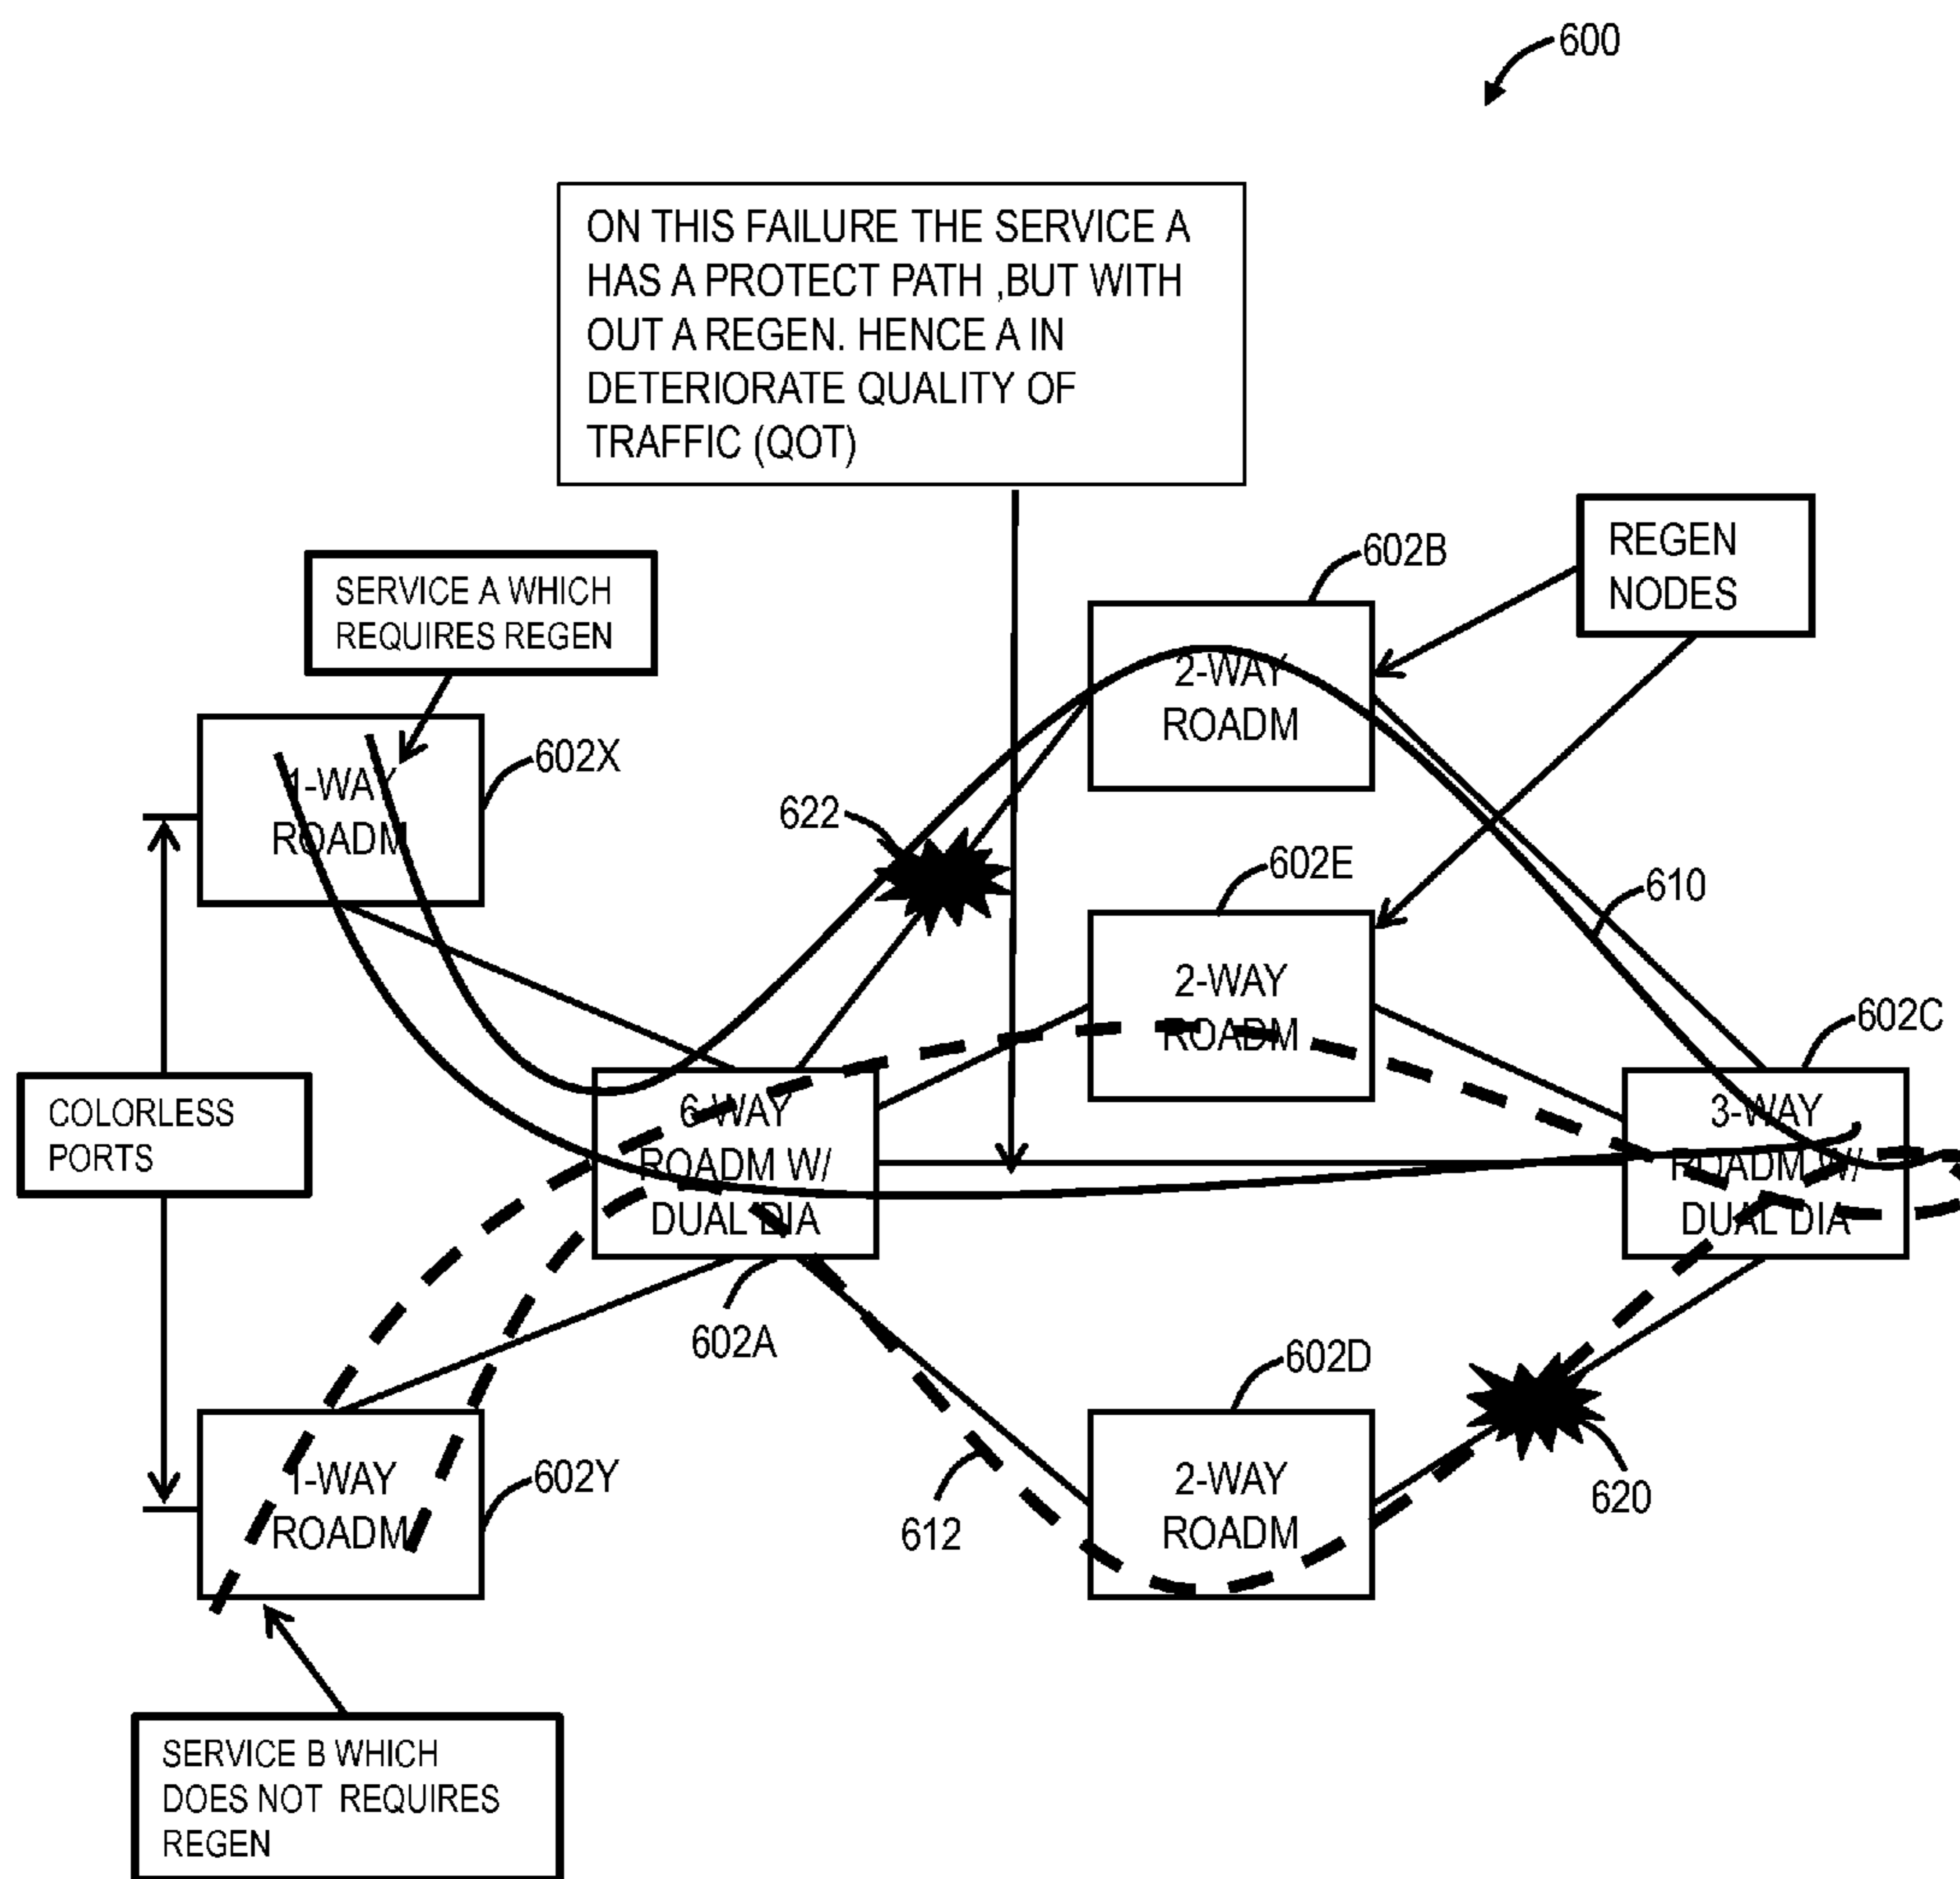 600
ON THIS FAILURE THE SERVICE A
HAS A PROTECT PATH ,BUT WITH
OUT A REGEN. HENCE A IN
DETERIORATE QUALITY OF
TRAFFIC (QOT)
REGEN
NODES
602B
SERVICE A WHICH
REQUIRES REGEN
2-WAY
ROADM
602X
1-WAY
ROADM
622
602E
610
2-WAY
ROADM
602C
COLORLESS
PORTS
6-WAY
ROADM W/
DUAL DIA
3-WAY
ROADM W/
DUAL DIA
602A
602D
602Y
1-WAY
ROADM
612
2-WAY
ROADM
620
SERVICE B WHICH
DOES NOT REQUIRES
REGEN